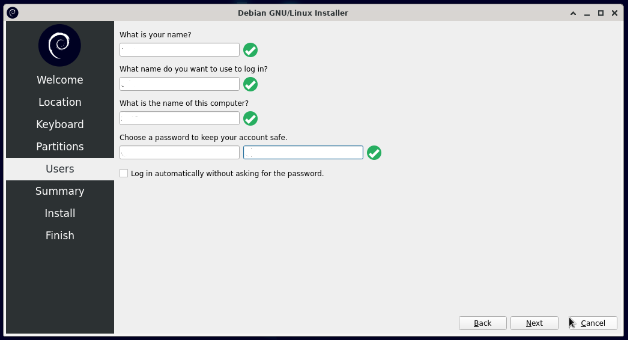 Debian GNU/Linux Installer
Welcome
Location
Keyboard
Partitions
Users
Summary
Install
Finish
What is your name?
What name do you want to use to log in?
What is the name of this computer?
Choose a password to keep your account safe.
Log in automatically without asking for the password.
Back
Next
Cancel